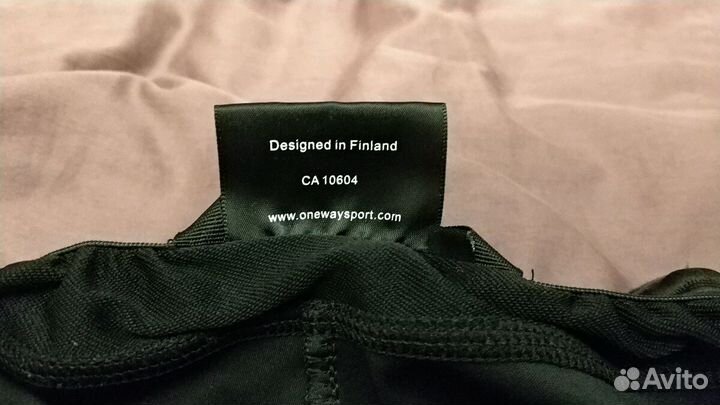 Designed in Finland
CA 10604
www.onewaysport.com
Avito